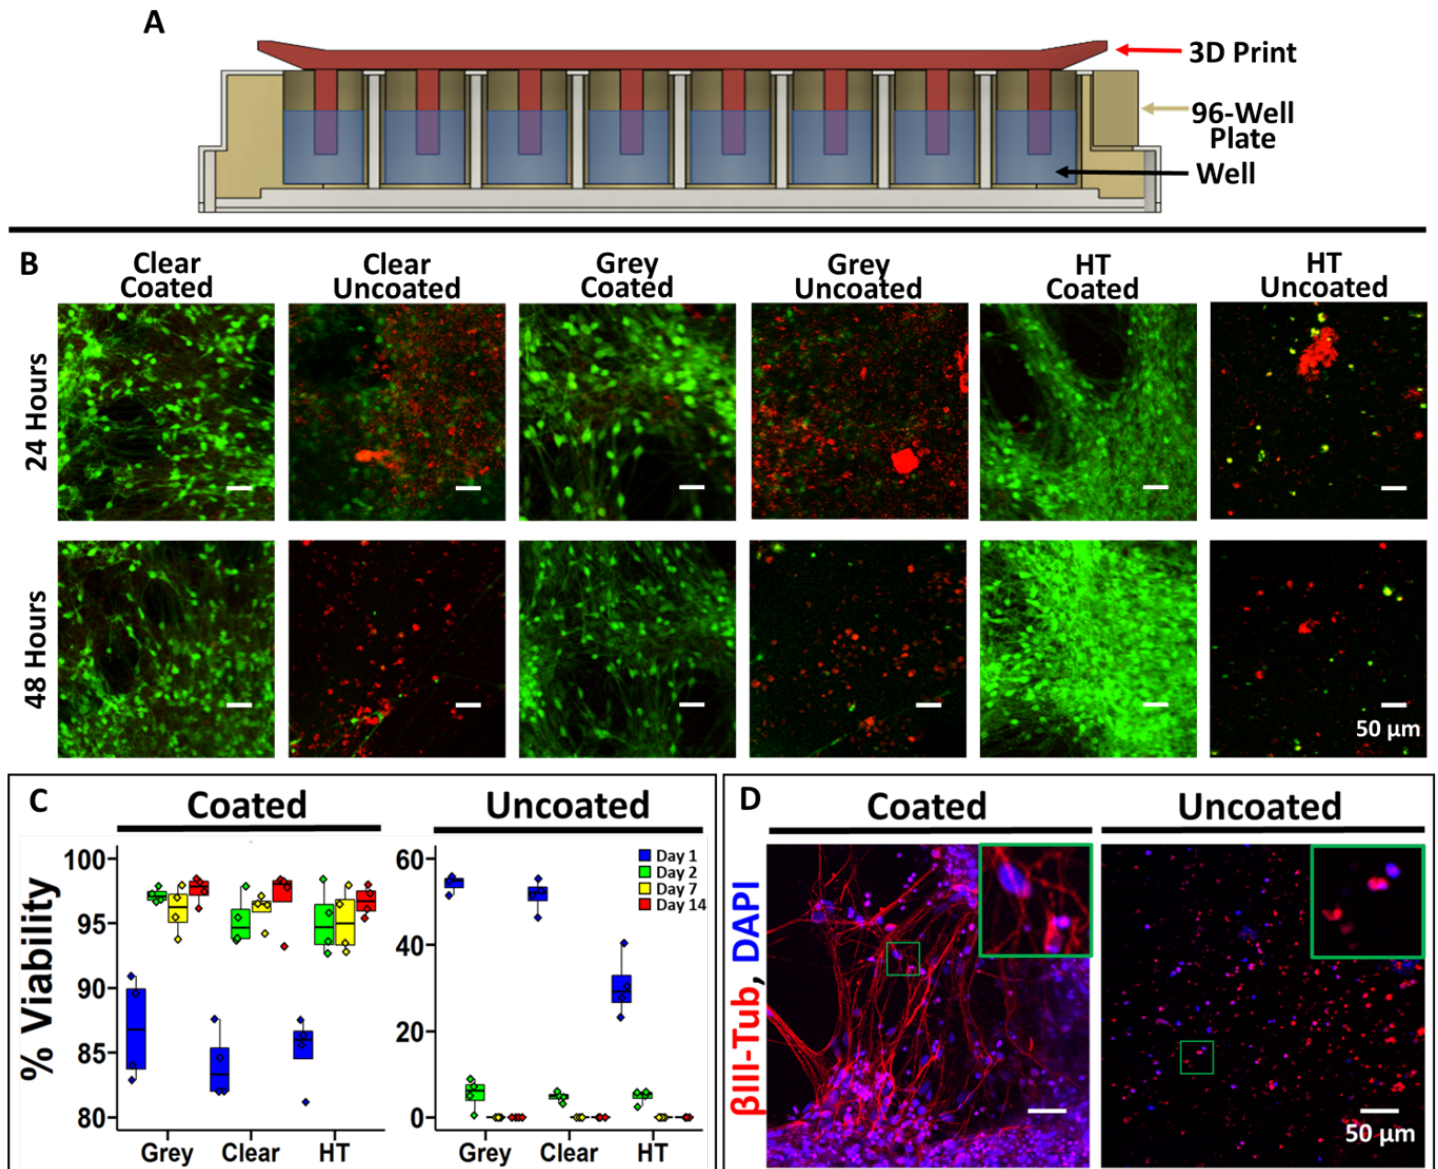 A
3D Print
96-Well
Plate
Well
B
Clear
Coated
Clear
Uncoated
Grey
Coated
Grey
Uncoated
HT
Coated
HT
Uncoated
24 Hours
48 Hours
50 μm
C
Coated
Uncoated
% Viability
100
95
90
85
80
60
40
20
0
Day 1
Day 2
Day 7
Day 14
Grey
Clear
HT
Grey
Clear
HT
D
Coated
Uncoated
βIII-Tub, DAPI
50 μm